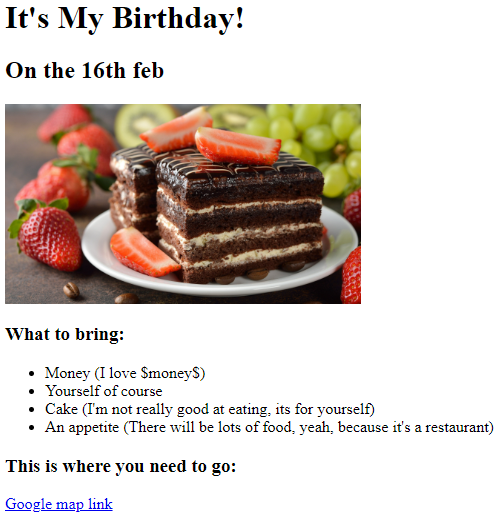 It's My Birthday!
On the 16th feb
What to bring:
Money (I love $money$)
Yourself of course
Cake (I'm not really good at eating, its for yourself)
An appetite (There will be lots of food, yeah, because it's a restaurant)
This is where you need to go:
Google map link